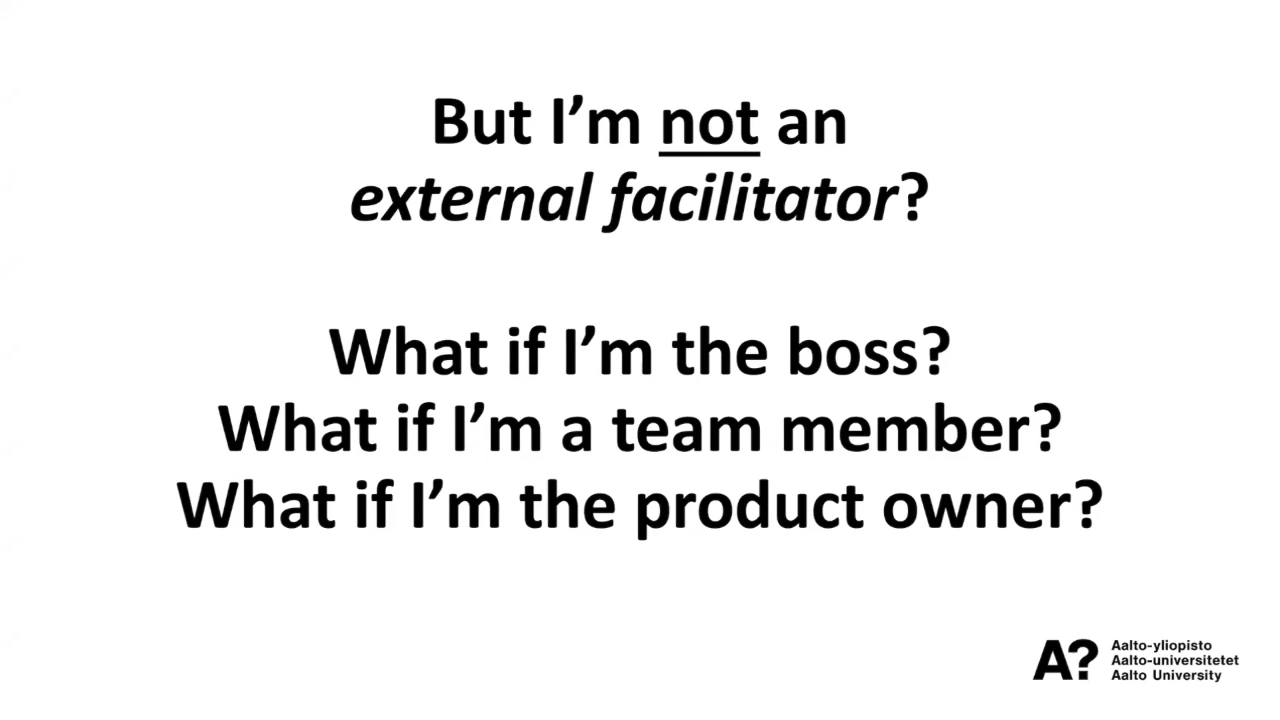 But I’m not an
external facilitator?
What if I’m the boss?
What if I’m a team member?
What if I’m the product owner?
A?
Aalto-yliopisto
Aalto-universitetet
Aalto University